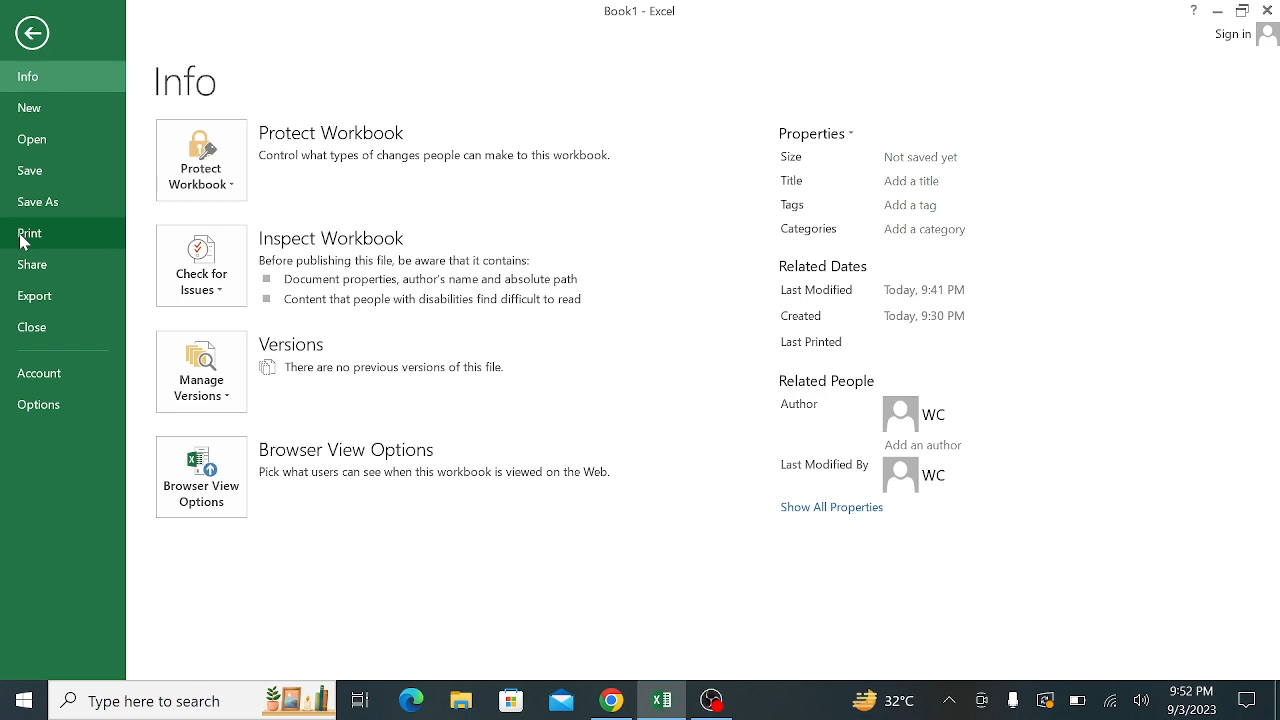 Book1 - Excel
?
Sign in
Info
New
Open
Save
Save As
Print
Share
Export
Close
Account
Options
Info
Protect Workbook
Protect Workbook
Control what types of changes people can make to this workbook.
Check for Issues
Inspect Workbook
Before publishing this file, be aware that it contains:
Document properties, author's name and absolute path
Content that people with disabilities find difficult to read
Manage Versions
Versions
There are no previous versions of this file.
Browser View Options
Browser View Options
Pick what users can see when this workbook is viewed on the Web.
Properties
Size Not saved yet
Title Add a title
Tags Add a tag
Categories Add a category
Related Dates
Last Modified Today, 9:41 PM
Created Today, 9:30 PM
Last Printed
Related People
Author WC
Add an author
Last Modified By WC
Show All Properties
Type here to search
32°C
9:52 PM
9/3/2023